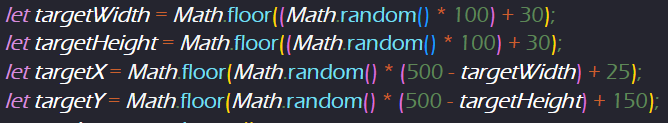 let targetWidth = Math.floor((Math.random() * 100) + 30);
let targetHeight = Math.floor((Math.random() * 100) + 30);
let targetX = Math.floor(Math.random() * (500 - targetWidth) + 25);
let targetY = Math.floor(Math.random() * (500 - targetHeight) + 150);